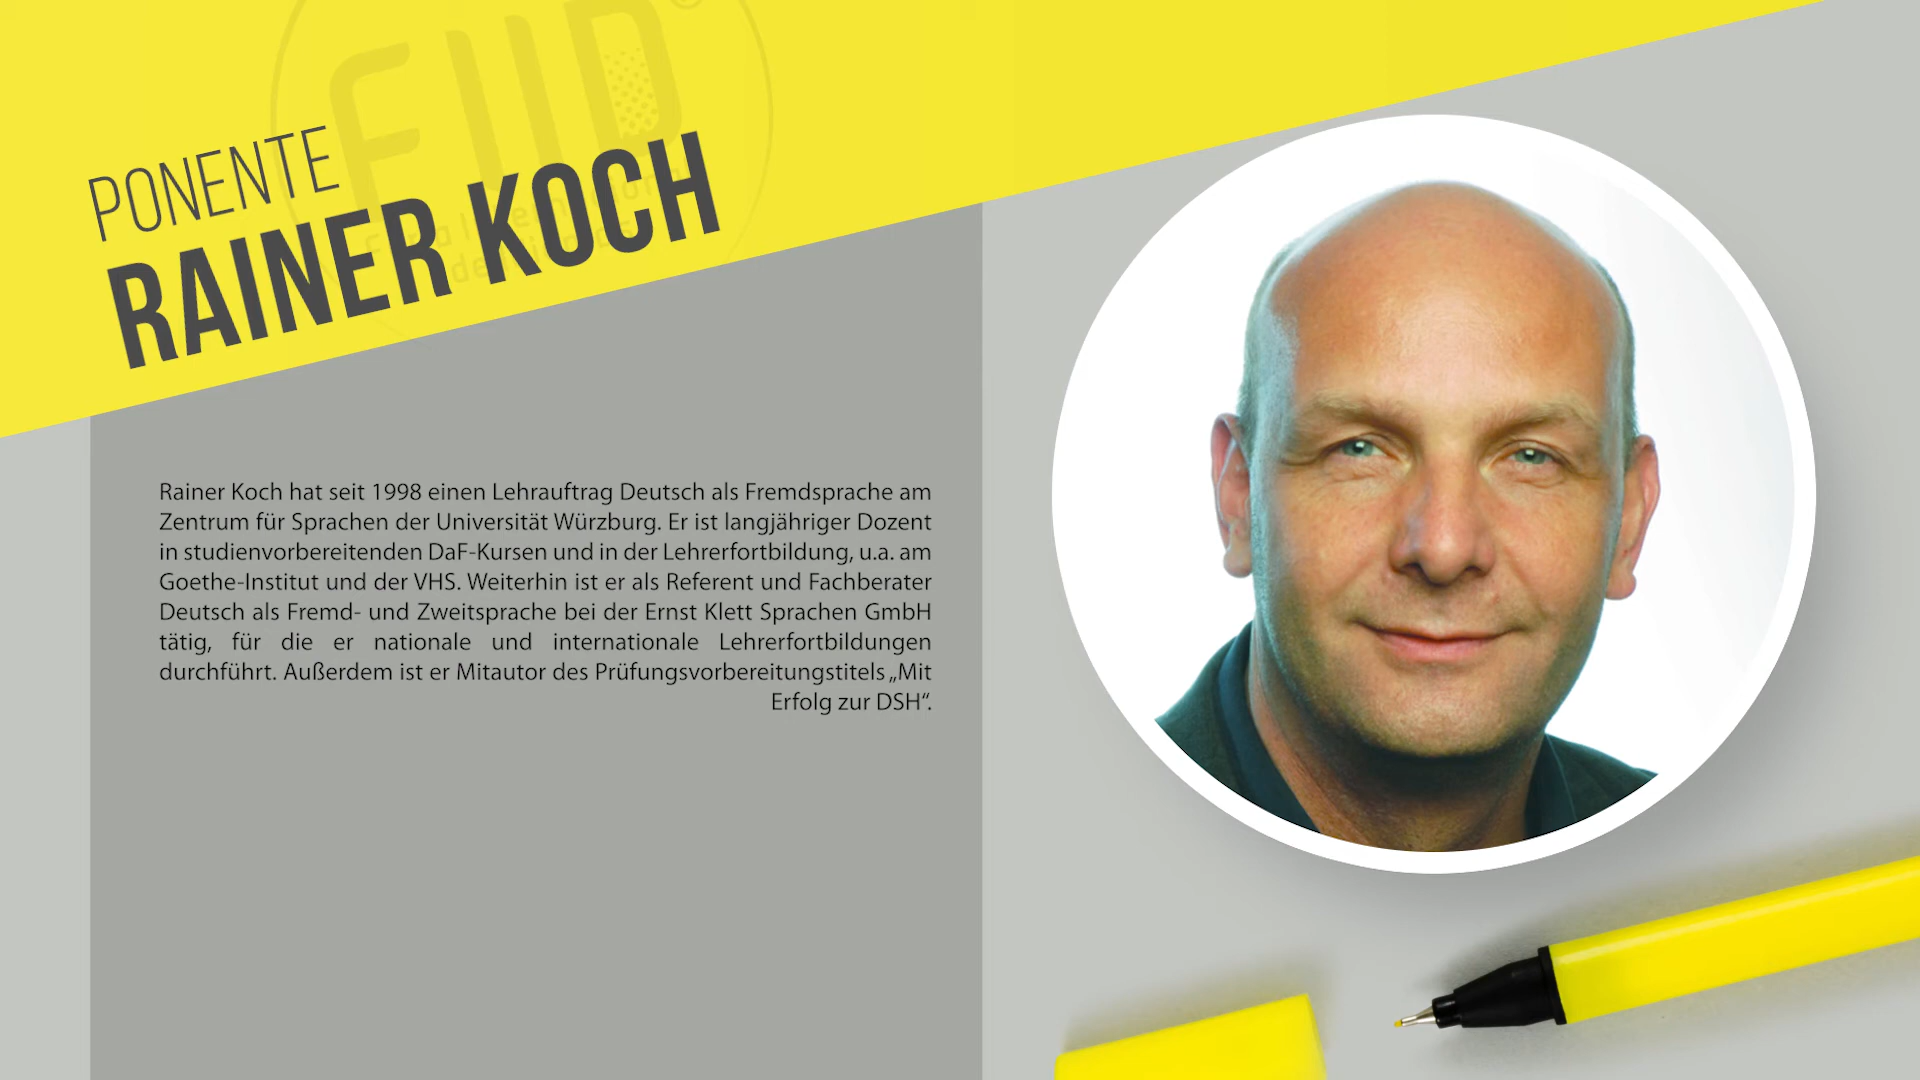 PONENTE
RAINER KOCH
Rainer Koch hat seit 1998 einen Lehrauftrag Deutsch als Fremdsprache am
Zentrum für Sprachen der Universität Würzburg. Er ist langjähriger Dozent
in studienvorbereitenden DaF-Kursen und in der Lehrerfortbildung, u.a. am
Goethe-Institut und der VHS. Weiterhin ist er als Referent und Fachberater
Deutsch als Fremd- und Zweitsprache bei der Ernst Klett Sprachen GmbH
tätig, für die er nationale und internationale Lehrerfortbildungen
durchführt. Außerdem ist er Mitautor des Prüfungsvorbereitungstitels „Mit
Erfolg zur DSH“.